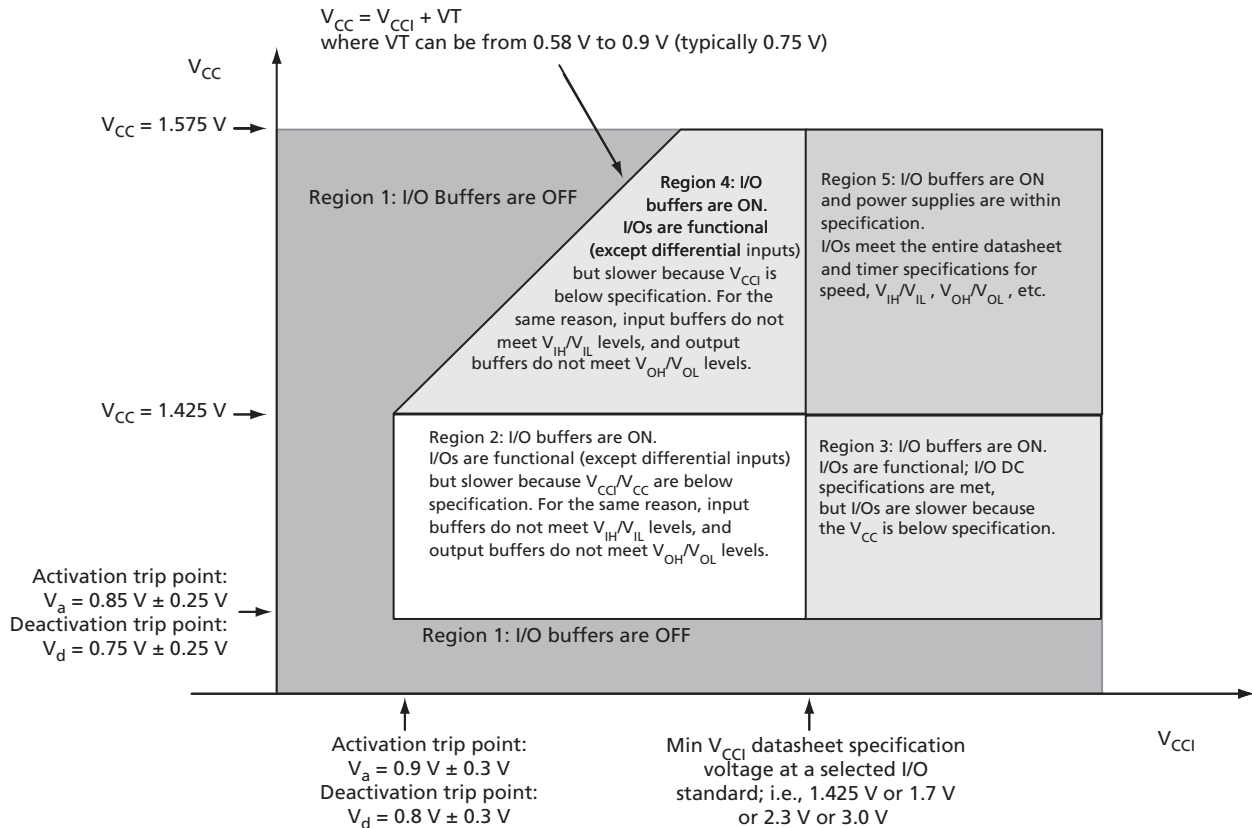 V_CC = V_CCI + VT
where VT can be from 0.58 V to 0.9 V (typically 0.75 V)
V_CC
V_CC = 1.575 V
Region 1: I/O Buffers are OFF
Region 4: I/O
buffers are ON.
I/Os are functional
(except differential inputs)
but slower because V_CCI is
below specification. For the
same reason, input buffers do not
meet V_IH/V_IL levels, and output
buffers do not meet V_OH/V_OL levels.
Region 5: I/O buffers are ON
and power supplies are within
specification.
I/Os meet the entire datasheet
and timer specifications for
speed, V_IH/V_IL , V_OH/V_OL , etc.
V_CC = 1.425 V
Region 2: I/O buffers are ON.
I/Os are functional (except differential inputs)
but slower because V_CCI/V_CC are below
specification. For the same reason, input
buffers do not meet V_IH/V_IL levels, and
output buffers do not meet V_OH/V_OL levels.
Region 3: I/O buffers are ON.
I/Os are functional; I/O DC
specifications are met,
but I/Os are slower because
the V_CC is below specification.
Activation trip point:
V_a = 0.85 V ± 0.25 V
Deactivation trip point:
V_d = 0.75 V ± 0.25 V
Region 1: I/O buffers are OFF
Activation trip point:
V_a = 0.9 V ± 0.3 V
Deactivation trip point:
V_d = 0.8 V ± 0.3 V
Min V_CCI datasheet specification
voltage at a selected I/O
standard; i.e., 1.425 V or 1.7 V
or 2.3 V or 3.0 V
V_CCI